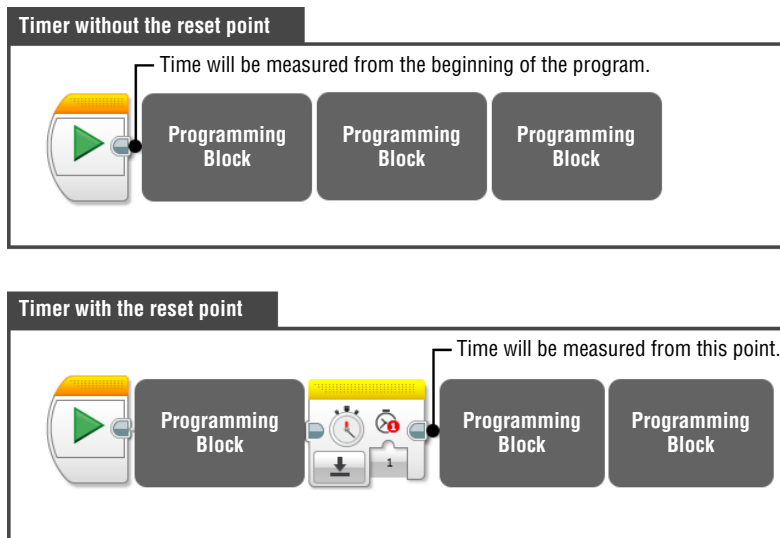 Timer without the reset point
Time will be measured from the beginning of the program.
Programming
Block
Programming
Block
Programming
Block
Timer with the reset point
Time will be measured from this point.
Programming
Block
1
1
Programming
Block
Programming
Block